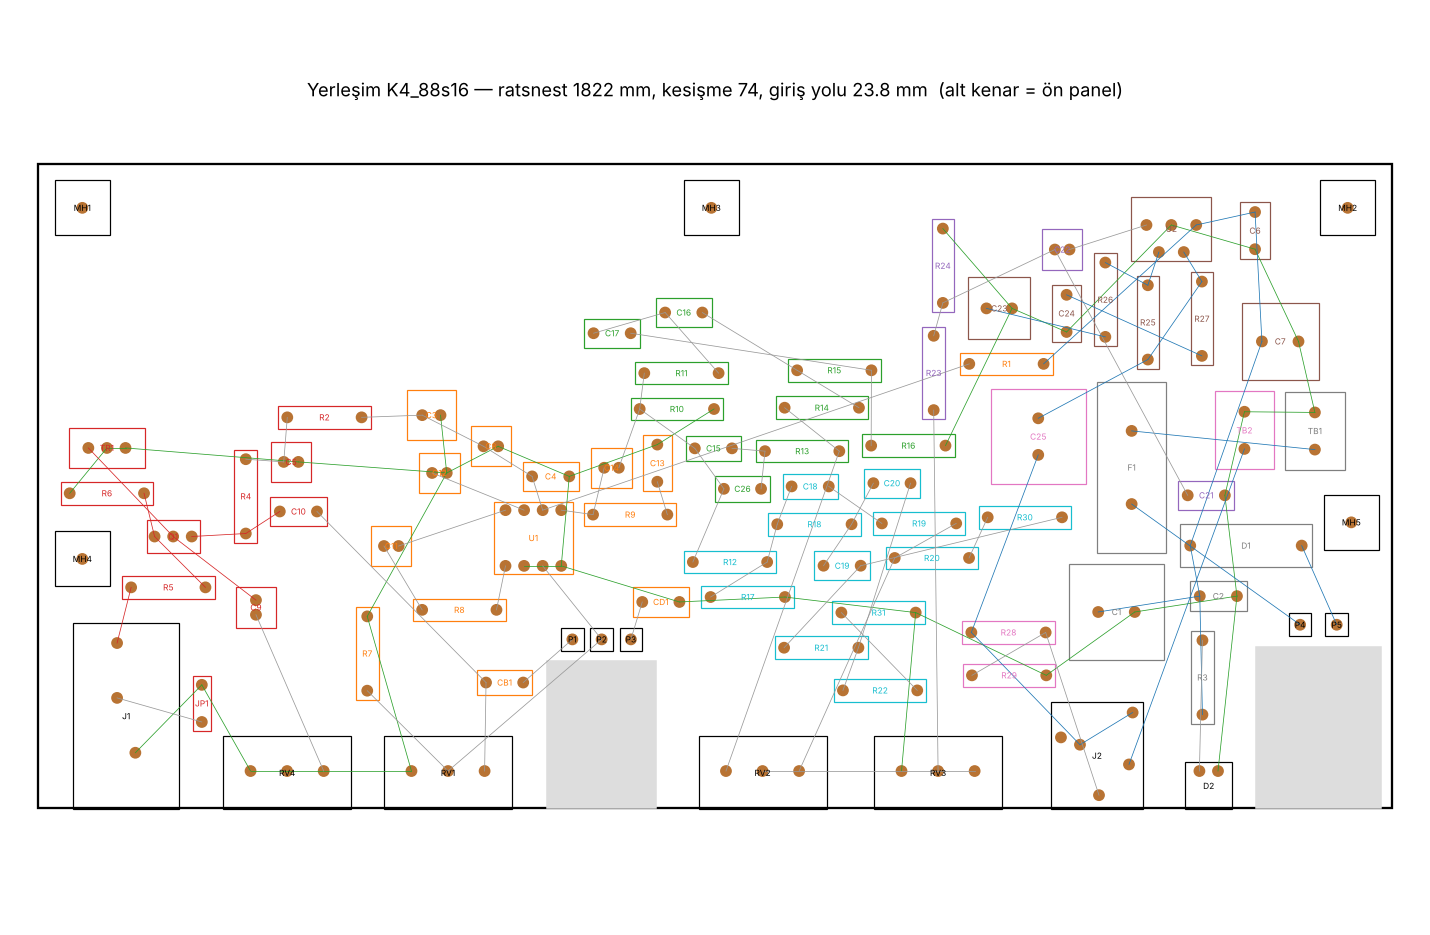 Yerleşim K4_88s16 — ratsnest 1822 mm, kesişme 74, giriş yolu 23.8 mm  (alt kenar = ön panel)
MH1
MH3
MH2
C6
R24
C23
C24
R26
R25
R27
C16
C17
C7
R1
R15
R11
R23
R14
R10
R2
C25
TB2
TB1
C15
R13
R16
C13
F1
R4
R6
C4
C26
C18
C20
C21
C10
R9
R18
R19
R30
MH5
U1
D1
MH4
R12
C19
R20
R5
C2
R17
CD1
R8
C1
R31
R28
P4
P5
P1
P2
P3
R21
R7
R29
R3
CB1
R22
JP1
J1
J2
RV4
RV1
RV2
RV3
D2